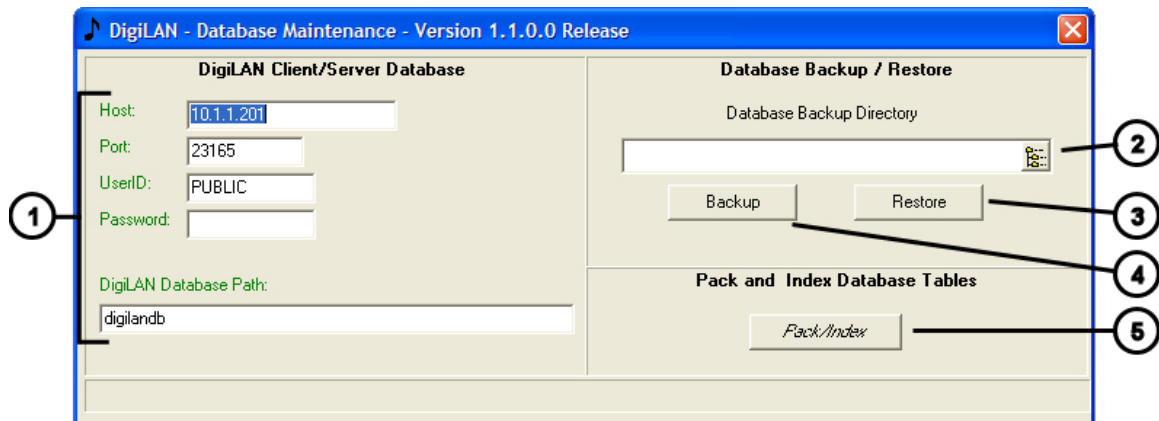 DigiLAN - Database Maintenance - Version 1.1.0.0 Release
DigiLAN Client/Server Database
Host:
10.1.1.201
Port:
23165
UserID:
PUBLIC
Password:
DigiLAN Database Path:
digilandb
1
Database Backup / Restore
Database Backup Directory
2
Backup
Restore
3
4
Pack and Index Database Tables
Pack/Index
5